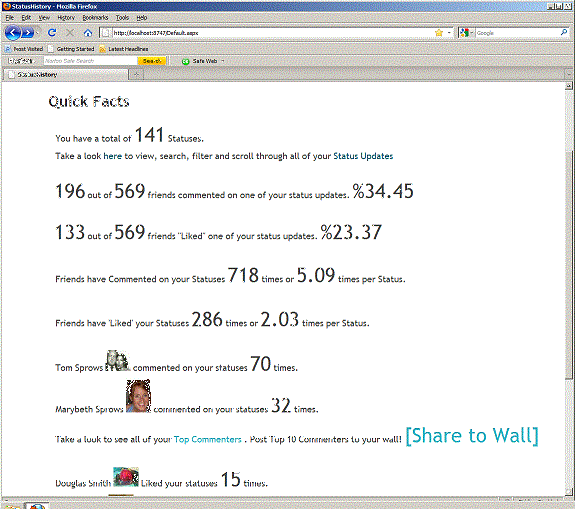 StatusHistory - Mozilla Firefox
File Edit View History Bookmarks Tools Help
http://localhost:3747/Default.aspx
Google
Most Visited Getting Started Latest Headlines
Norton Safe Search Search Safe Web
StatusHistory
Quick Facts
You have a total of 141 Statuses.
Take a look here to view, search, filter and scroll through all of your Status Updates
196 out of 569 friends commented on one of your status updates. %34.45
133 out of 569 friends "Liked" one of your status updates. %23.37
Friends have Commented on your Statuses 718 times or 5.09 times per Status.
Friends have 'Liked' your Statuses 286 times or 2.03 times per Status.
Tom Sprows commented on your statuses 70 times.
Marybeth Sprows commented on your statuses 32 times.
Take a look to see all of your Top Commenters . Post Top 10 Commenters to your wall! [Share to Wall]
Douglas Smith Liked your statuses 15 times.